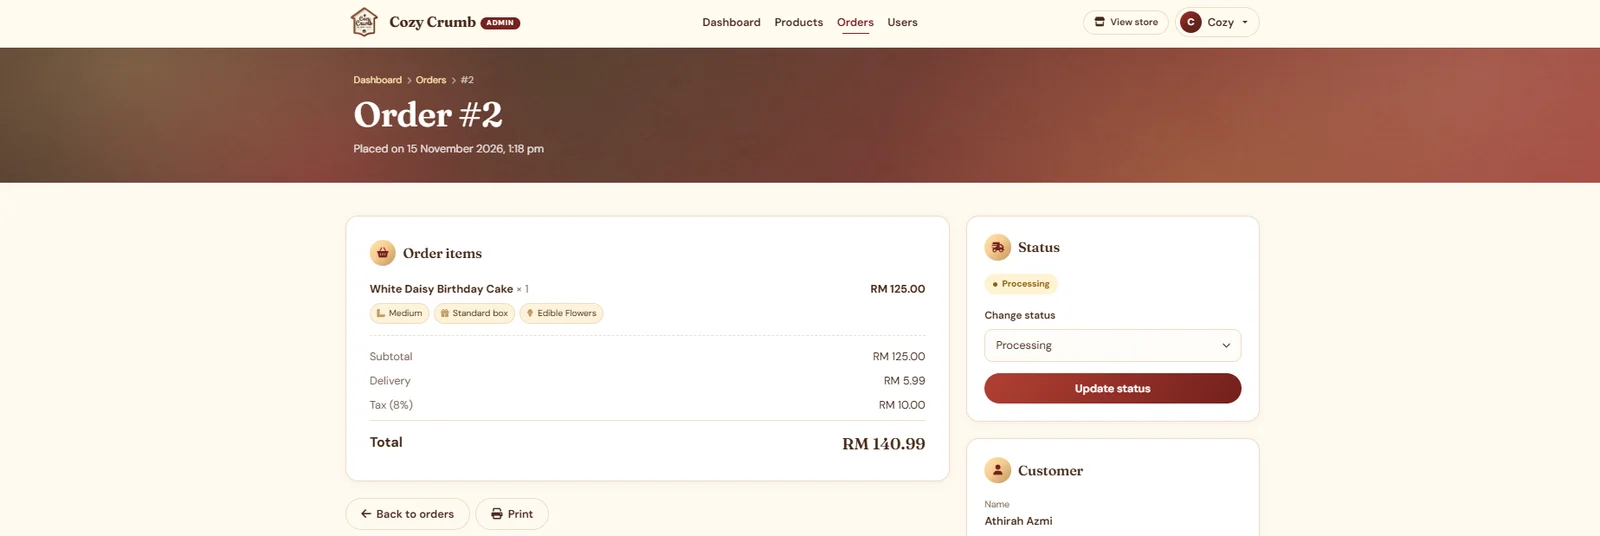 Cozy Crumb ADMIN
Dashboard Products Orders Users
View store
C Cozy
Dashboard > Orders > #2
Order #2
Placed on 15 November 2026, 1:18 pm
Order items
White Daisy Birthday Cake × 1 RM 125.00
Medium Standard box Edible Flowers
Subtotal RM 125.00
Delivery RM 5.99
Tax (8%) RM 10.00
Total RM 140.99
Back to orders Print
Status
Processing
Change status
Processing
Update status
Customer
Name
Athirah Azmi